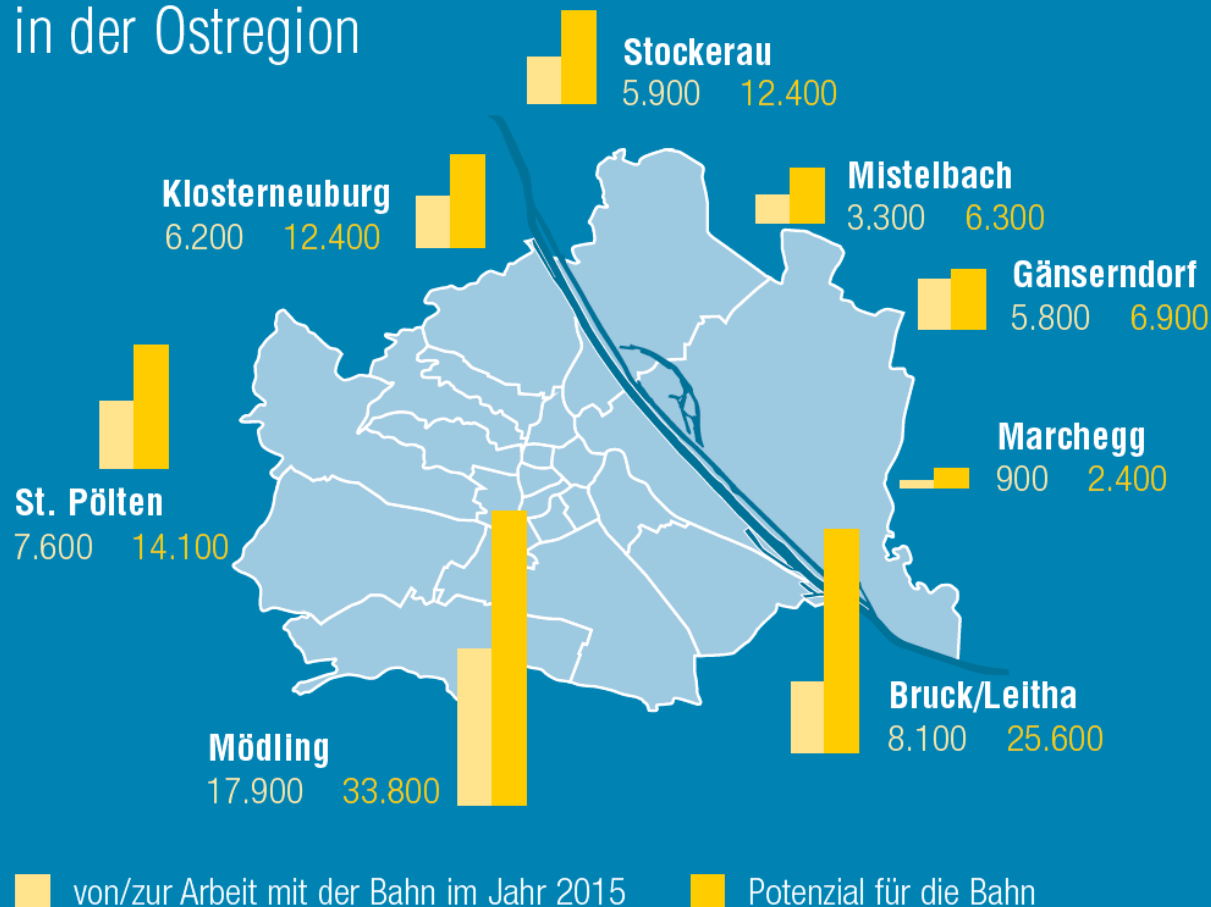 in der Ostregion
Stockerau
5.900 12.400
Klosterneuburg
6.200 12.400
Mistelbach
3.300 6.300
Gänserndorf
5.800 6.900
St. Pölten
7.600 14.100
Marchegg
900 2.400
Bruck/Leitha
8.100 25.600
Mödling
17.900 33.800
von/zur Arbeit mit der Bahn im Jahr 2015 Potenzial für die Bahn